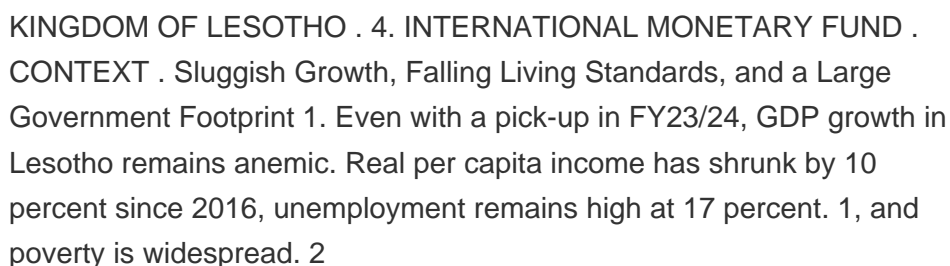 KINGDOM OF LESOTHO . 4. INTERNATIONAL MONETARY FUND .
CONTEXT . Sluggish Growth, Falling Living Standards, and a Large
Government Footprint 1. Even with a pick-up in FY23/24, GDP growth in
Lesotho remains anemic. Real per capita income has shrunk by 10
percent since 2016, unemployment remains high at 17 percent. 1, and
poverty is widespread. 2